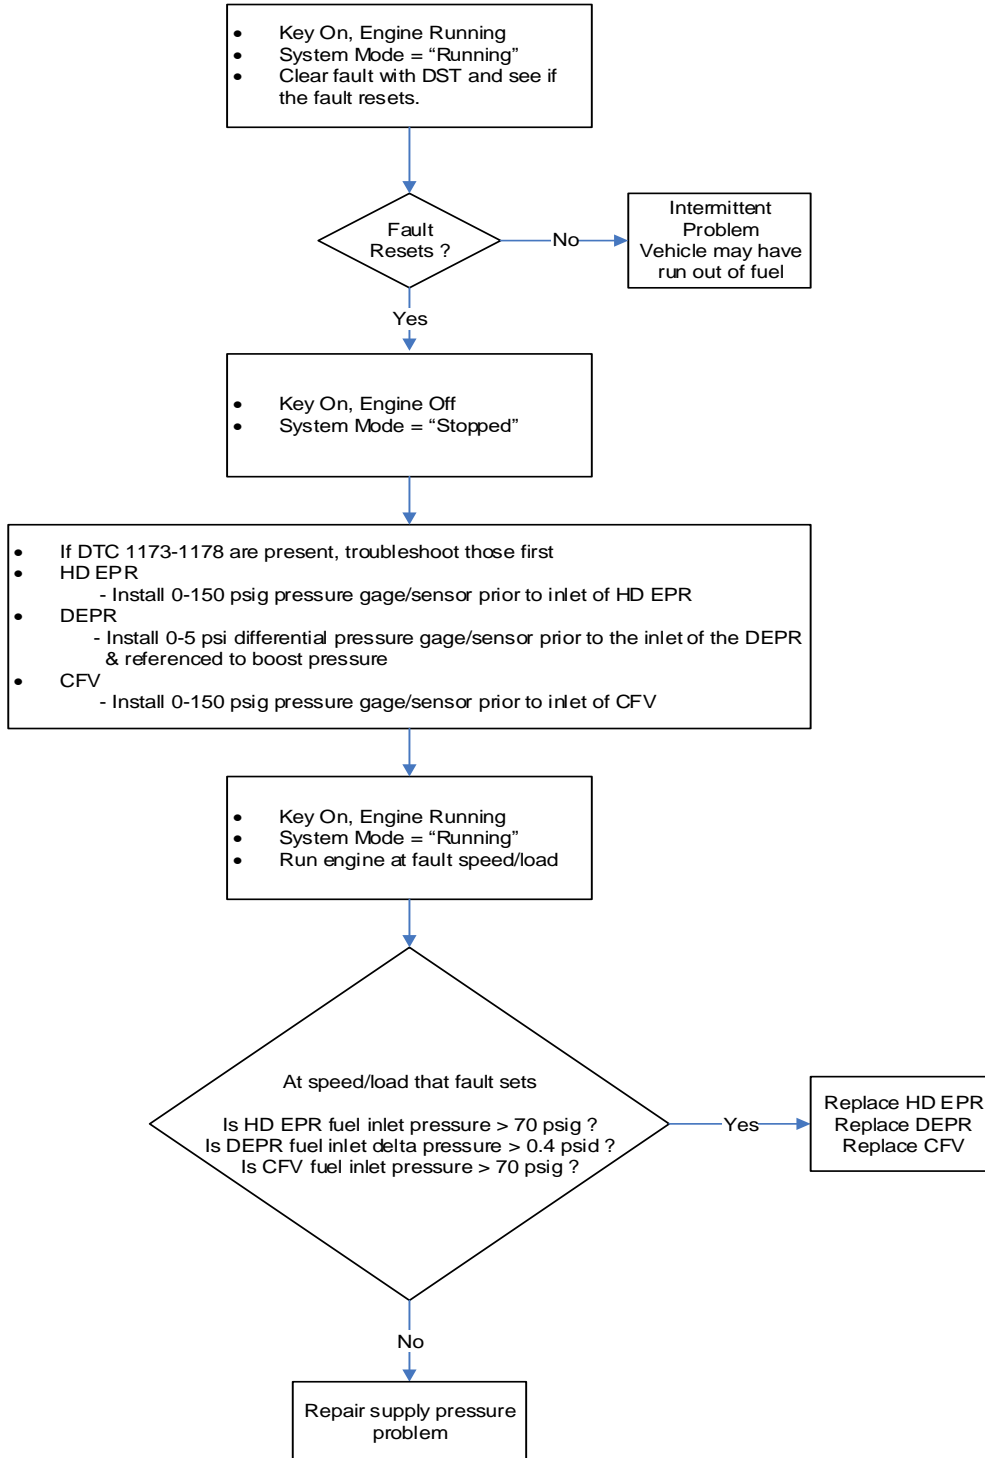 • Key On, Engine Running
• System Mode = “Running”
• Clear fault with DST and see if
the fault resets.
Fault
Resets ?
No
Intermittent
Problem
Vehicle may have
run out of fuel
Yes
• Key On, Engine Off
• System Mode = “Stopped”
• If DTC 1173-1178 are present, troubleshoot those first
• HD EPR
- Install 0-150 psig pressure gage/sensor prior to inlet of HD EPR
• DEPR
- Install 0-5 psi differential pressure gage/sensor prior to the inlet of the DEPR
& referenced to boost pressure
• CFV
- Install 0-150 psig pressure gage/sensor prior to inlet of CFV
• Key On, Engine Running
• System Mode = “Running”
• Run engine at fault speed/load
At speed/load that fault sets
Is HD EPR fuel inlet pressure > 70 psig ?
Is DEPR fuel inlet delta pressure > 0.4 psid ?
Is CFV fuel inlet pressure > 70 psig ?
Yes
Replace HD EPR
Replace DEPR
Replace CFV
No
Repair supply pressure
problem